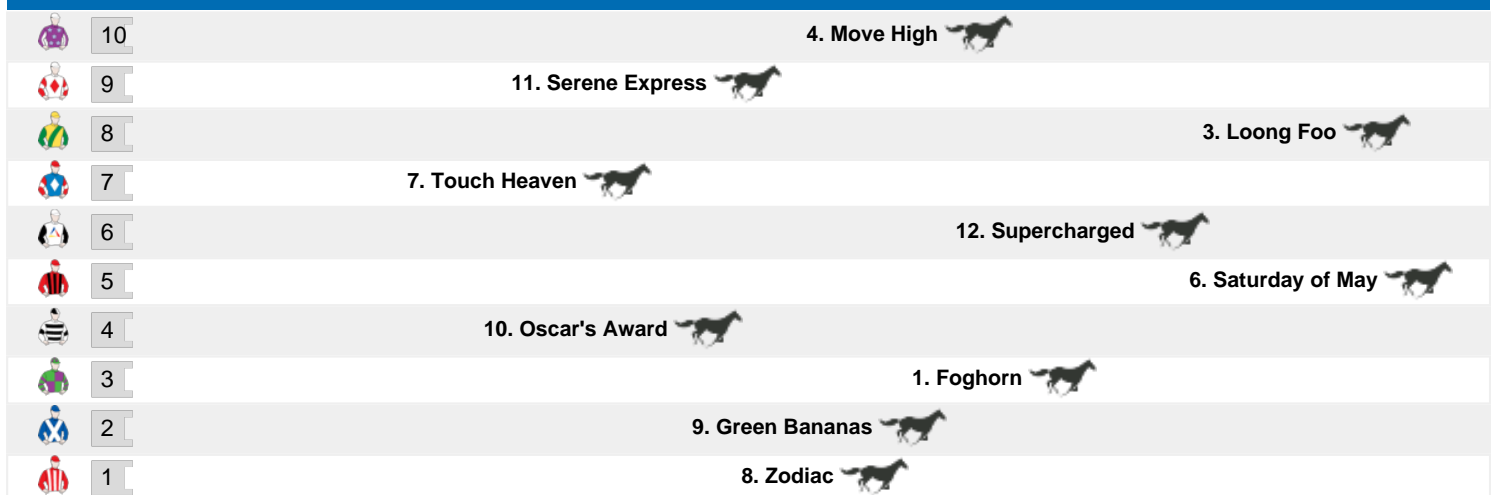 10 4. Move High
9 11. Serene Express
8 3. Loong Foo
7 7. Touch Heaven
6 12. Supercharged
5 6. Saturday of May
4 10. Oscar's Award
3 1. Foghorn
2 9. Green Bananas
1 8. Zodiac